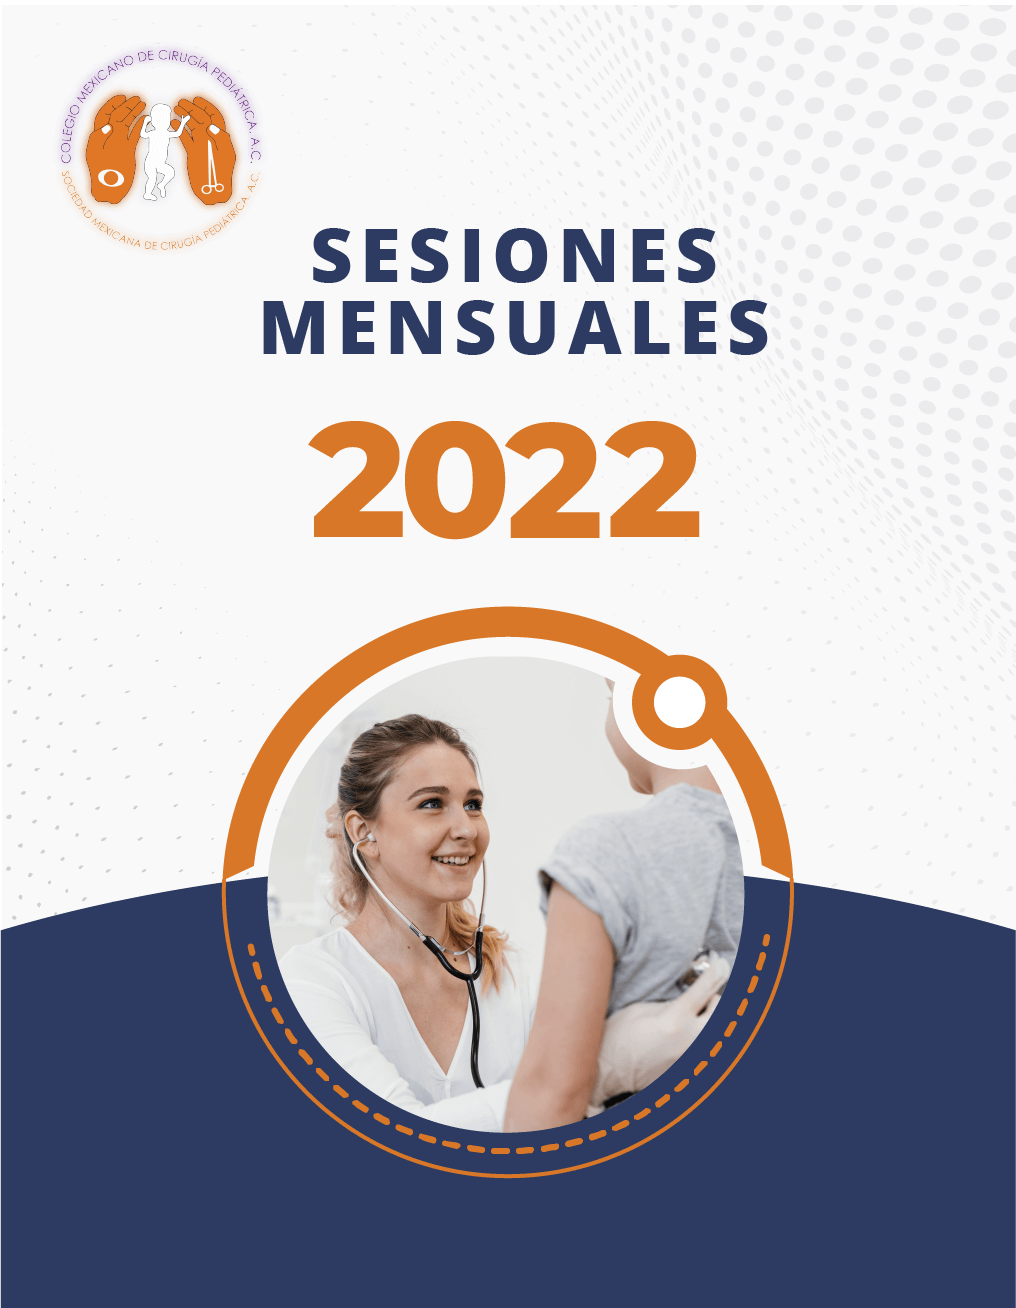 COLEGIO MEXICANO DE CIRUGÍA PEDIÁTRICA, A.C.
SOCIEDAD MEXICANA DE CIRUGÍA PEDIÁTRICA A.C.
SESIONES
MENSUALES
2022